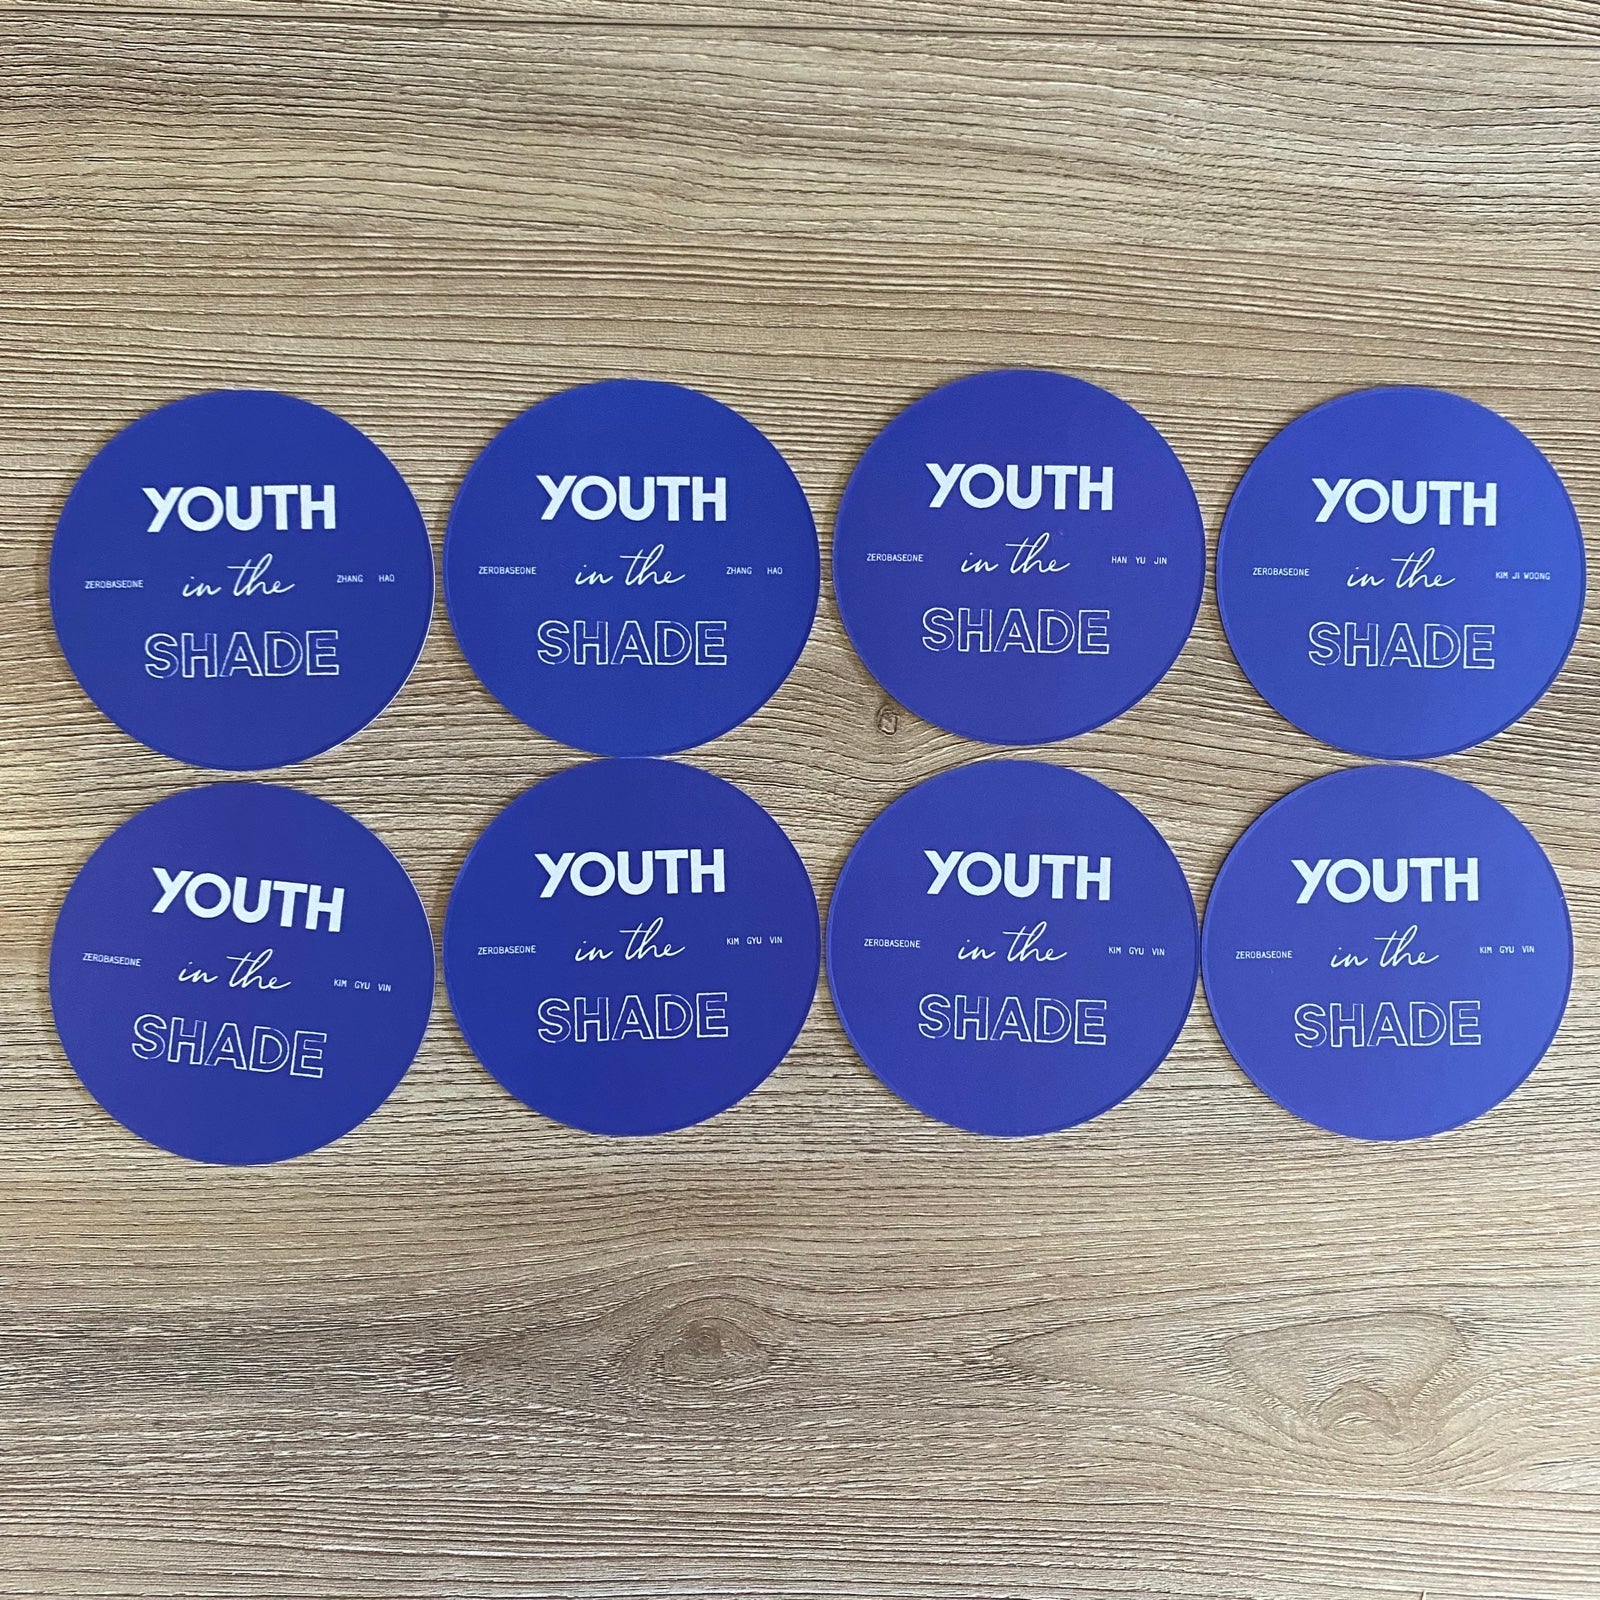 YOUTH
ZEROBASEONE in the ZHANG HAO
SHADE
YOUTH
ZEROBASEONE in the ZHANG HAO
SHADE
YOUTH
ZEROBASEONE in the HAN YU JIN
SHADE
YOUTH
ZEROBASEONE in the KIM JI WOONG
SHADE
YOUTH
ZEROBASEONE in the KIM GYU VIN
SHADE
YOUTH
ZEROBASEONE in the KIM GYU VIN
SHADE
YOUTH
ZEROBASEONE in the KIM GYU VIN
SHADE
YOUTH
ZEROBASEONE in the KIM GYU VIN
SHADE